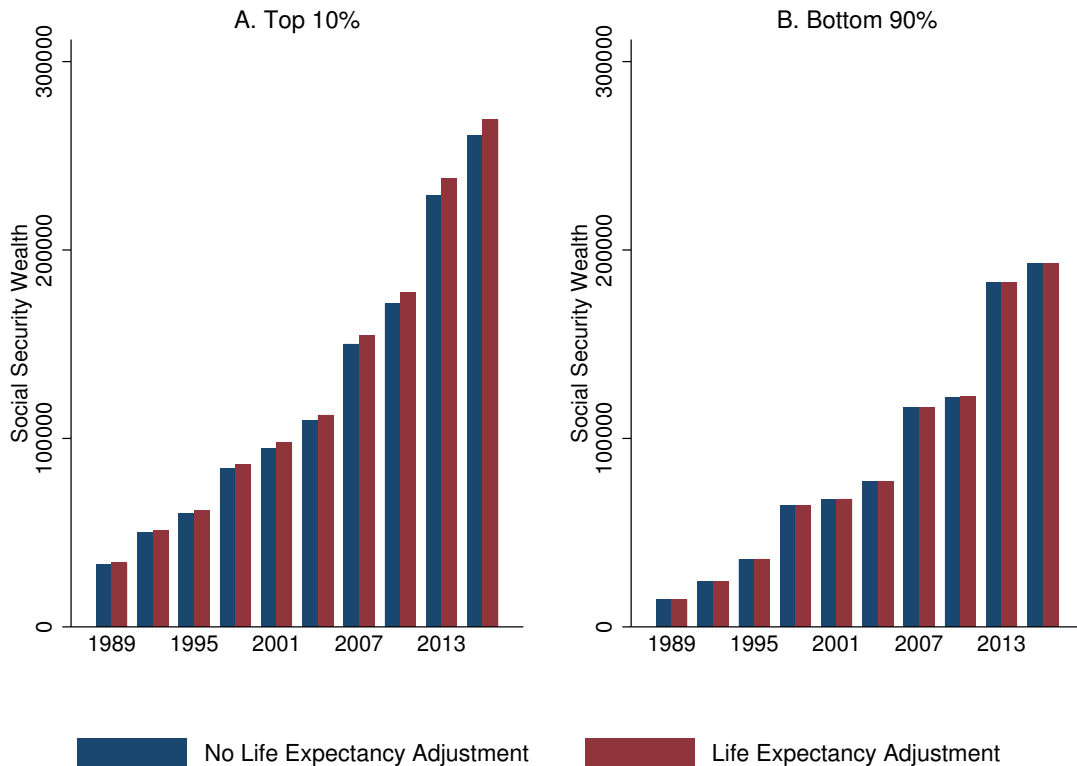 A. Top 10%
Social Security Wealth
300000
200000
100000
0
1989 1995 2001 2007 2013
B. Bottom 90%
Social Security Wealth
300000
200000
100000
0
1989 1995 2001 2007 2013
No Life Expectancy Adjustment
Life Expectancy Adjustment